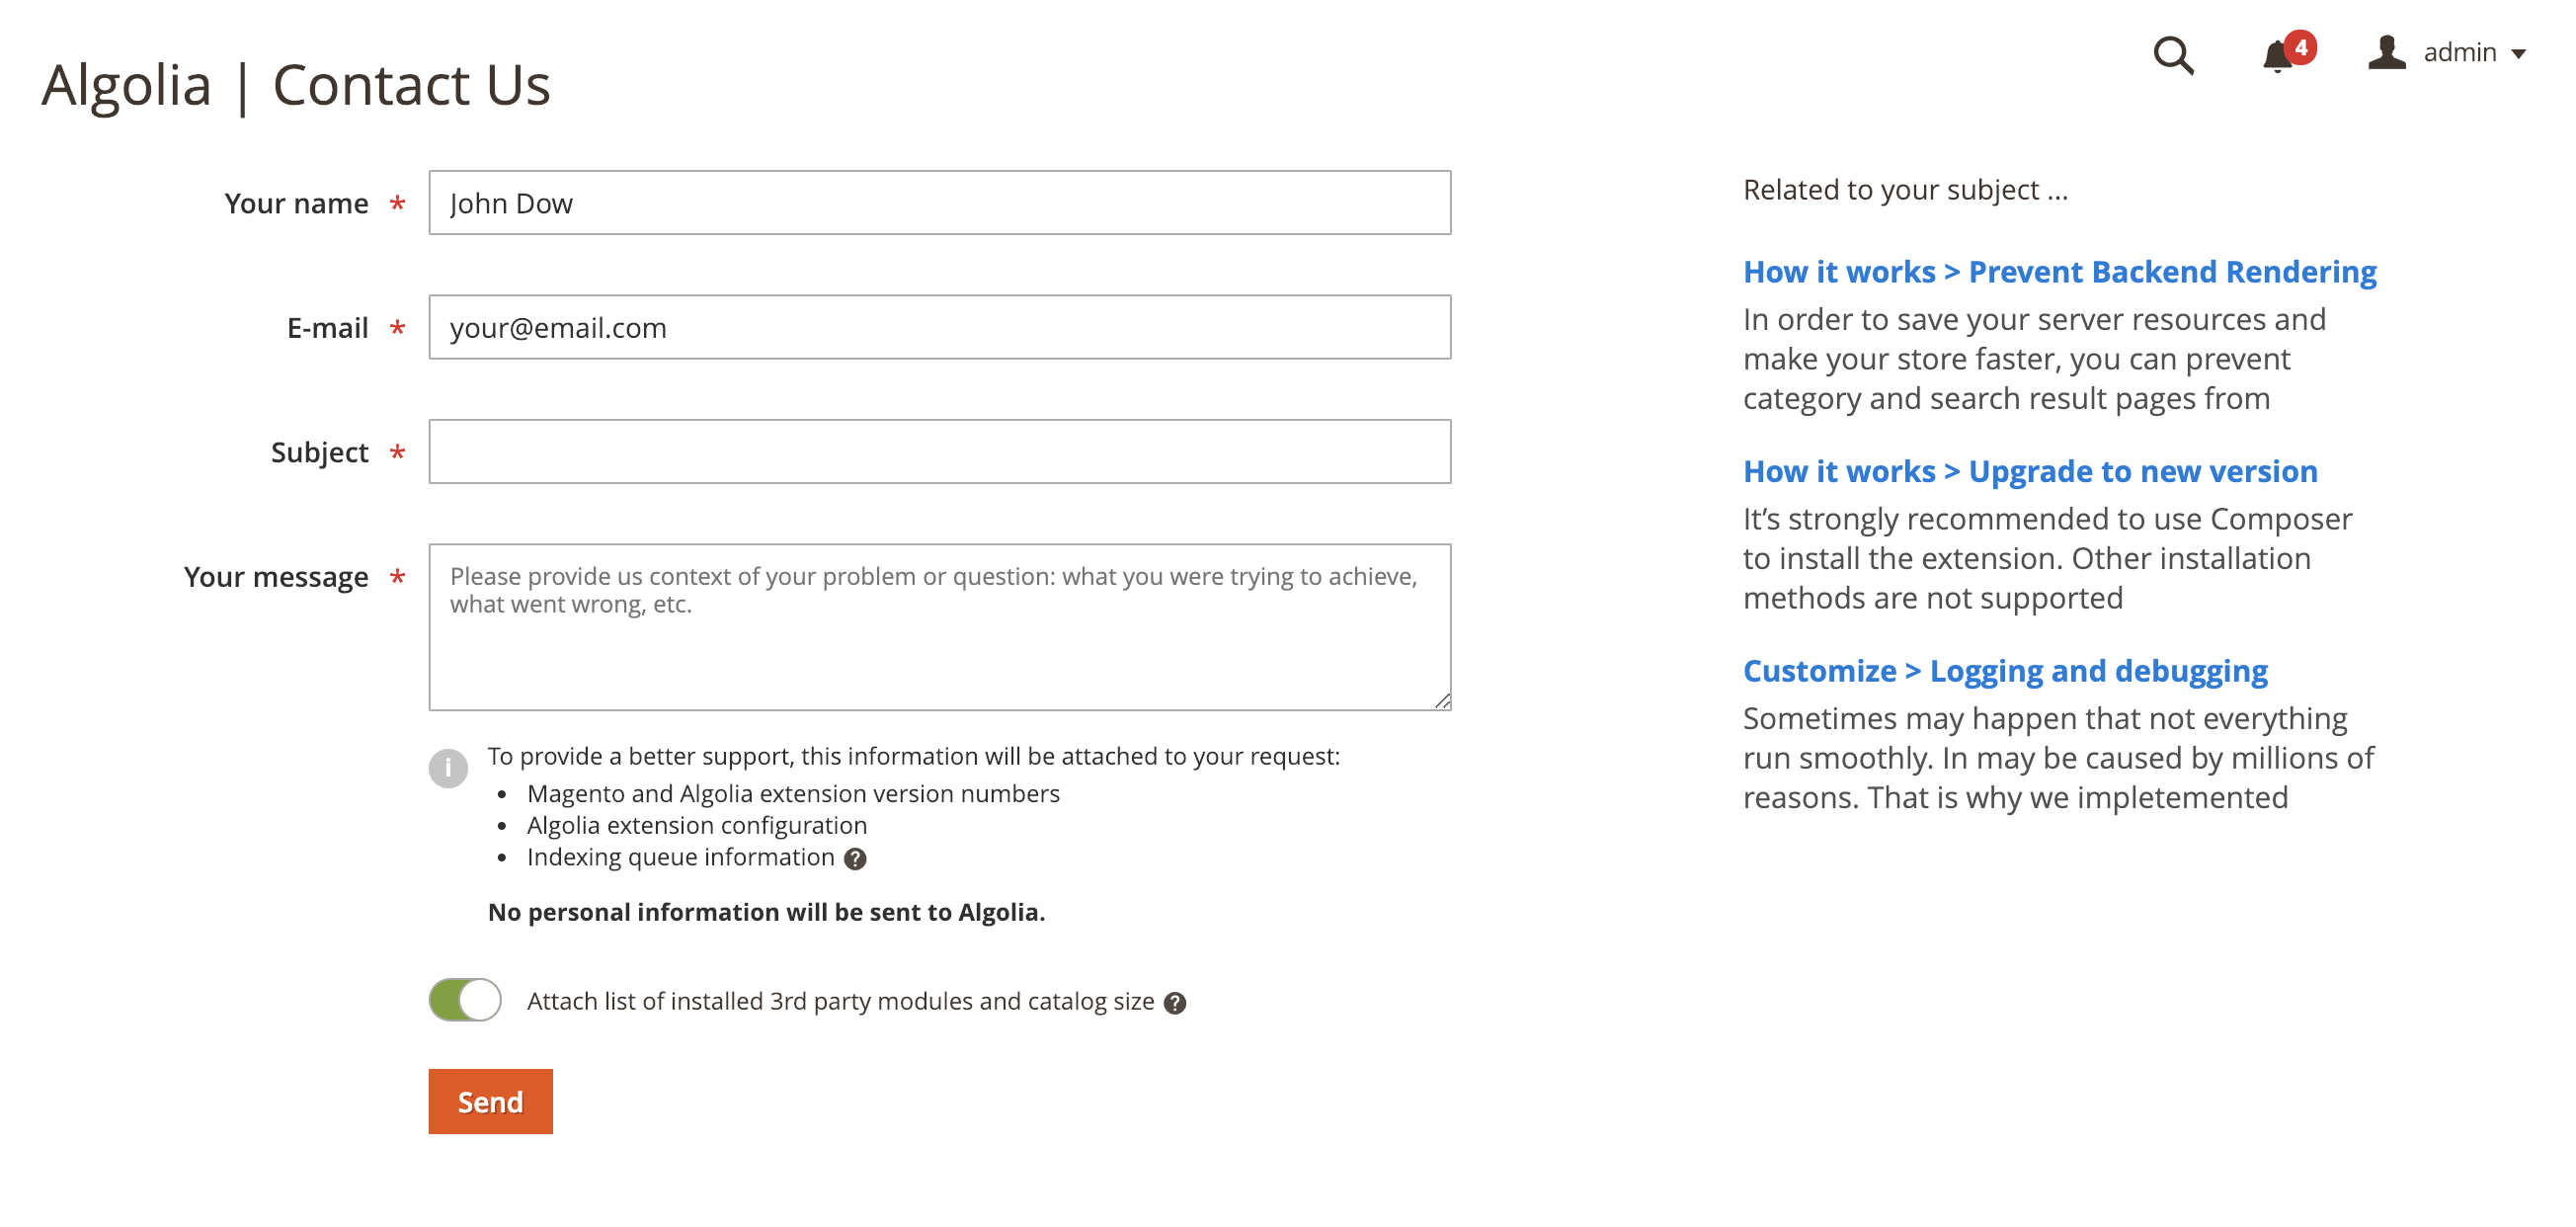 Algolia | Contact Us
4
admin
Your name *
John Dow
E-mail *
your@email.com
Subject *
Your message *
Please provide us context of your problem or question: what you were trying to achieve,
what went wrong, etc.
i
To provide a better support, this information will be attached to your request:
• Magento and Algolia extension version numbers
• Algolia extension configuration
• Indexing queue information ?
No personal information will be sent to Algolia.
Attach list of installed 3rd party modules and catalog size ?
Send
Related to your subject ...
How it works > Prevent Backend Rendering
In order to save your server resources and
make your store faster, you can prevent
category and search result pages from
How it works > Upgrade to new version
It’s strongly recommended to use Composer
to install the extension. Other installation
methods are not supported
Customize > Logging and debugging
Sometimes may happen that not everything
run smoothly. In may be caused by millions of
reasons. That is why we impletemented